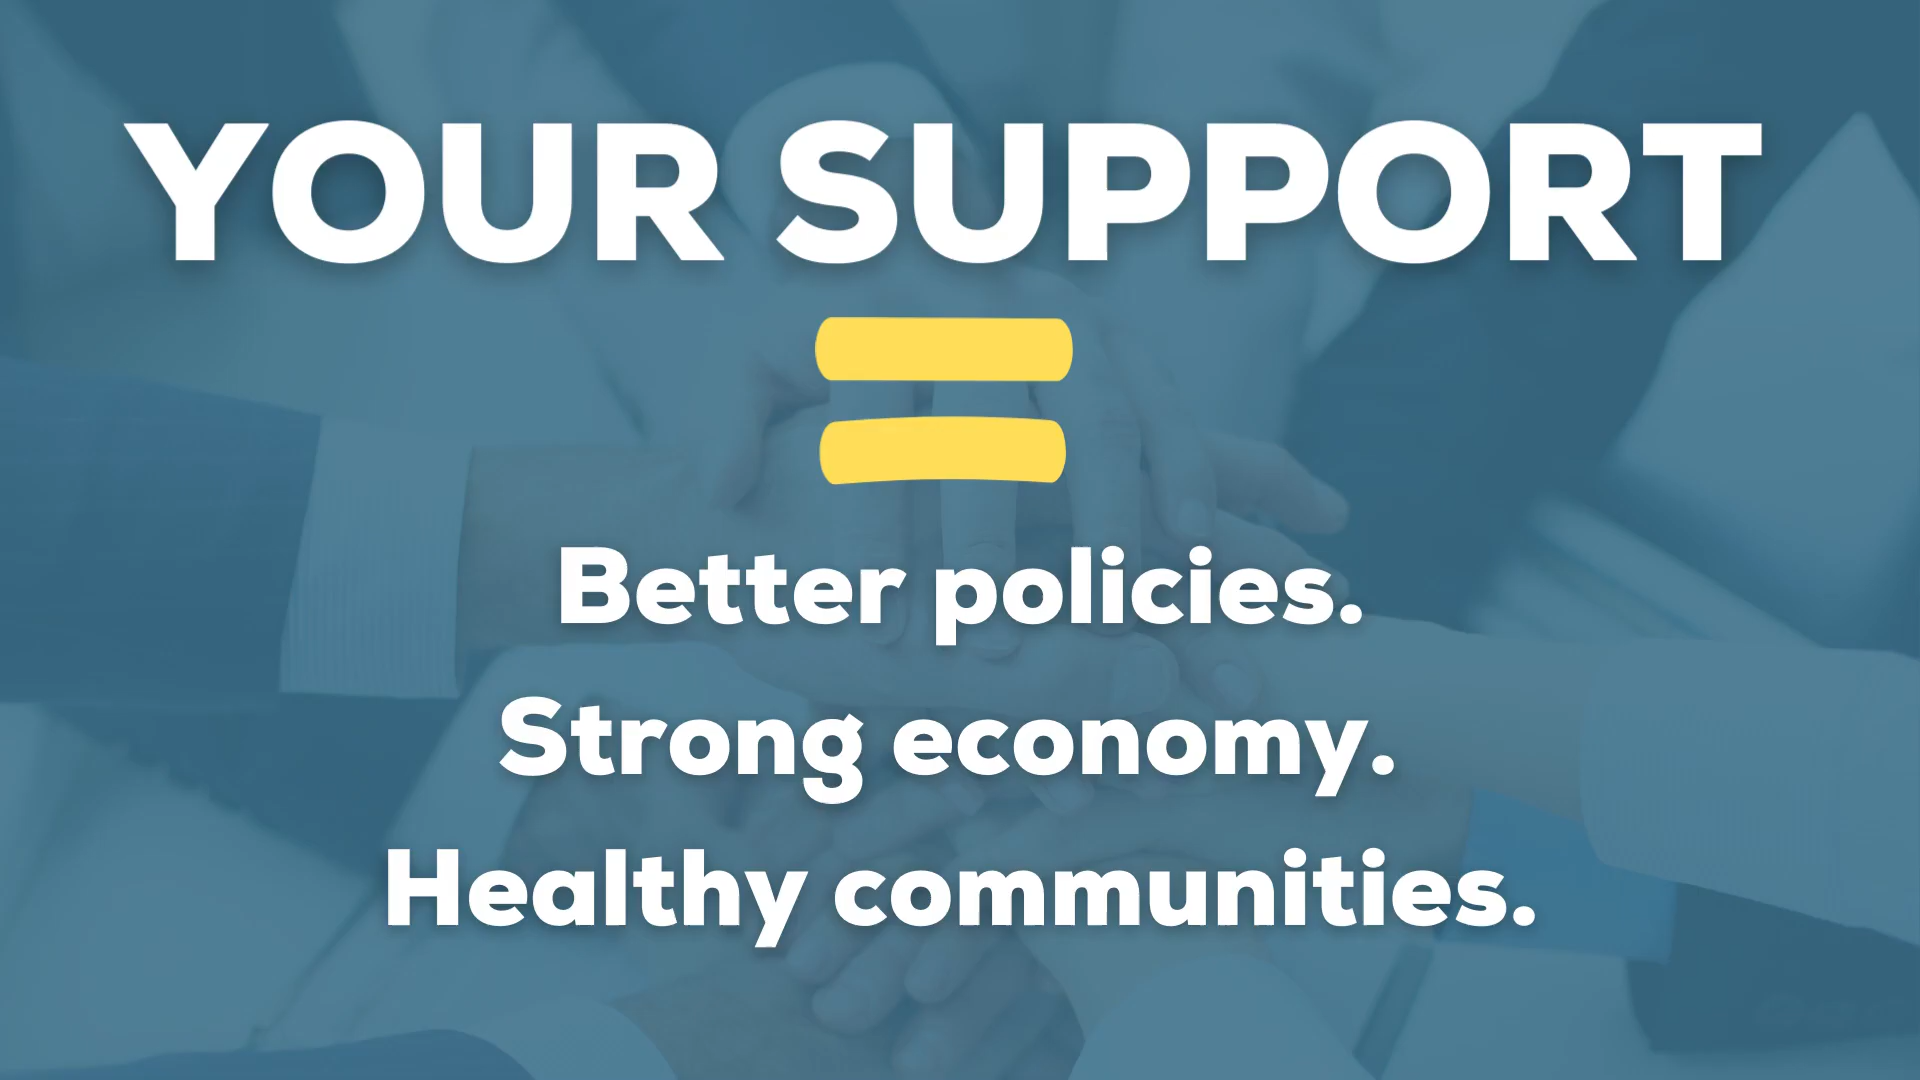 YOUR SUPPORT
=
Better policies.
Strong economy.
Healthy communities.